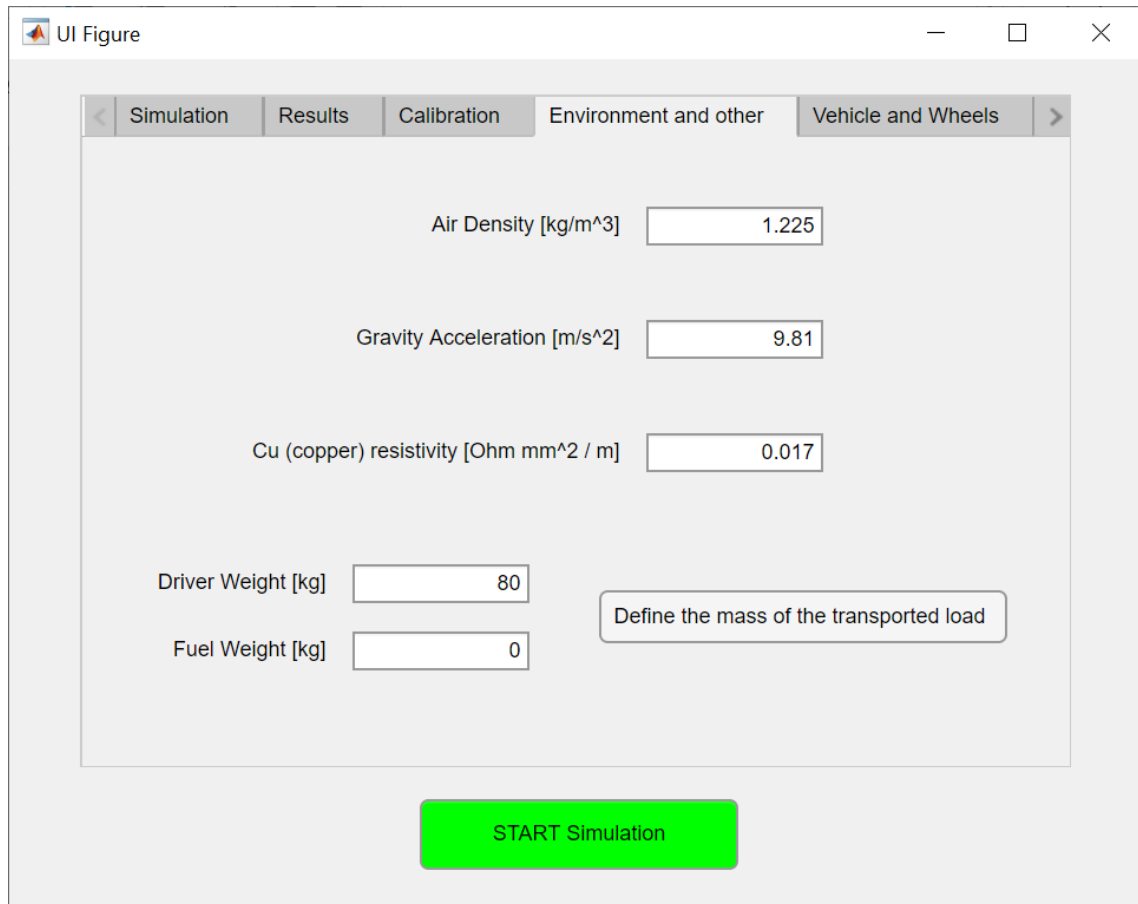 UI Figure
Simulation
Results
Calibration
Environment and other
Vehicle and Wheels
Air Density [kg/m^3]
1.225
Gravity Acceleration [m/s^2]
9.81
Cu (copper) resistivity [Ohm mm^2 / m]
0.017
Driver Weight [kg]
80
Fuel Weight [kg]
0
Define the mass of the transported load
START Simulation